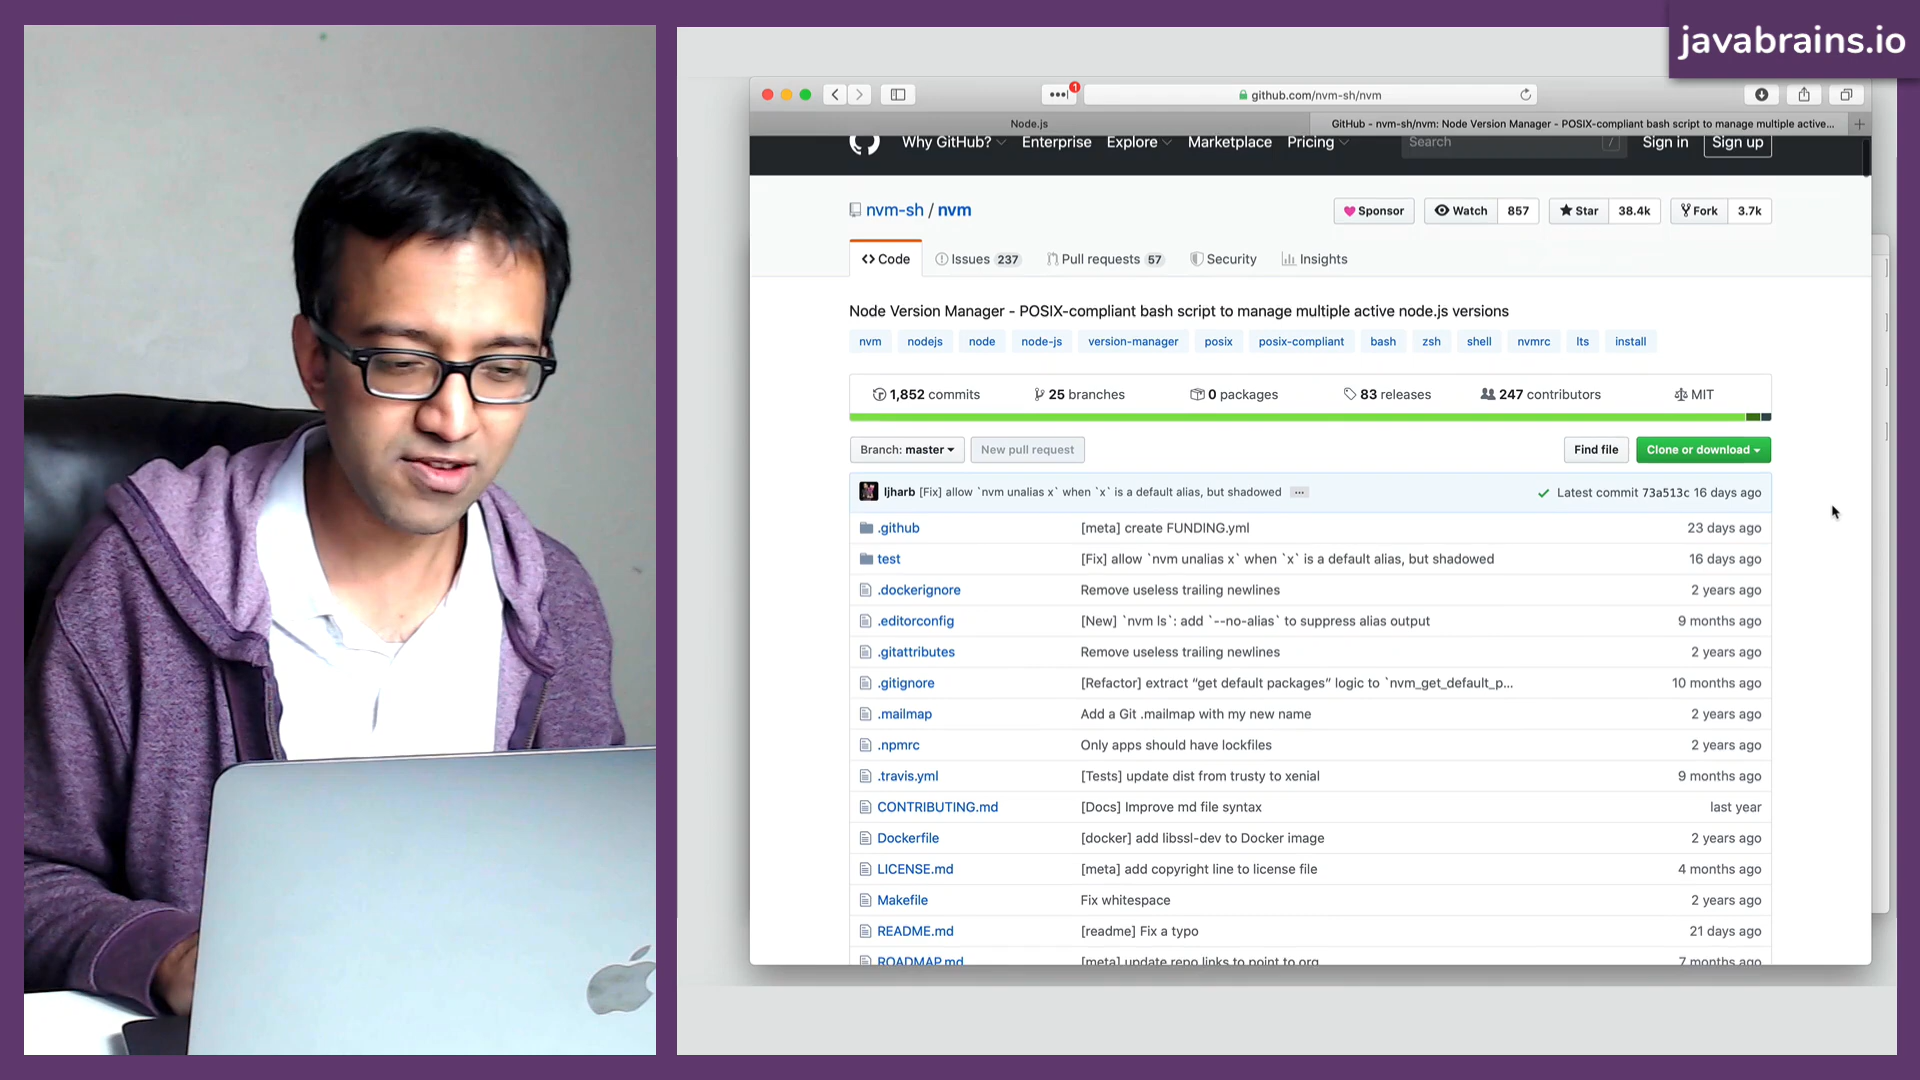 javabrains.io
1
github.com/nvm-sh/nvm
Node.js
GitHub - nvm-sh/nvm: Node Version Manager - POSIX-compliant bash script to manage multiple active...
Why GitHub? Enterprise Explore Marketplace Pricing Search / Sign in Sign up
nvm-sh / nvm
Sponsor Watch 857 Star 38.4k Fork 3.7k
Code Issues 237 Pull requests 57 Security Insights
Node Version Manager - POSIX-compliant bash script to manage multiple active node.js versions
nvm nodejs node node-js version-manager posix posix-compliant bash zsh shell nvmrc lts install
1,852 commits 25 branches 0 packages 83 releases 247 contributors MIT
Branch: master New pull request Find file Clone or download
ljharb [Fix] allow `nvm unalias x` when `x` is a default alias, but shadowed ... Latest commit 73a513c 16 days ago
.github [meta] create FUNDING.yml 23 days ago
test [Fix] allow `nvm unalias x` when `x` is a default alias, but shadowed 16 days ago
.dockerignore Remove useless trailing newlines 2 years ago
.editorconfig [New] `nvm ls`: add `--no-alias` to suppress alias output 9 months ago
.gitattributes Remove useless trailing newlines 2 years ago
.gitignore [Refactor] extract “get default packages” logic to `nvm_get_default_p... 10 months ago
.mailmap Add a Git .mailmap with my new name 2 years ago
.npmrc Only apps should have lockfiles 2 years ago
.travis.yml [Tests] update dist from trusty to xenial 9 months ago
CONTRIBUTING.md [Docs] Improve md file syntax last year
Dockerfile [docker] add libssl-dev to Docker image 2 years ago
LICENSE.md [meta] add copyright line to license file 4 months ago
Makefile Fix whitespace 2 years ago
README.md [readme] Fix a typo 21 days ago
ROADMAP.md [meta] update repo links to point to org 7 months ago